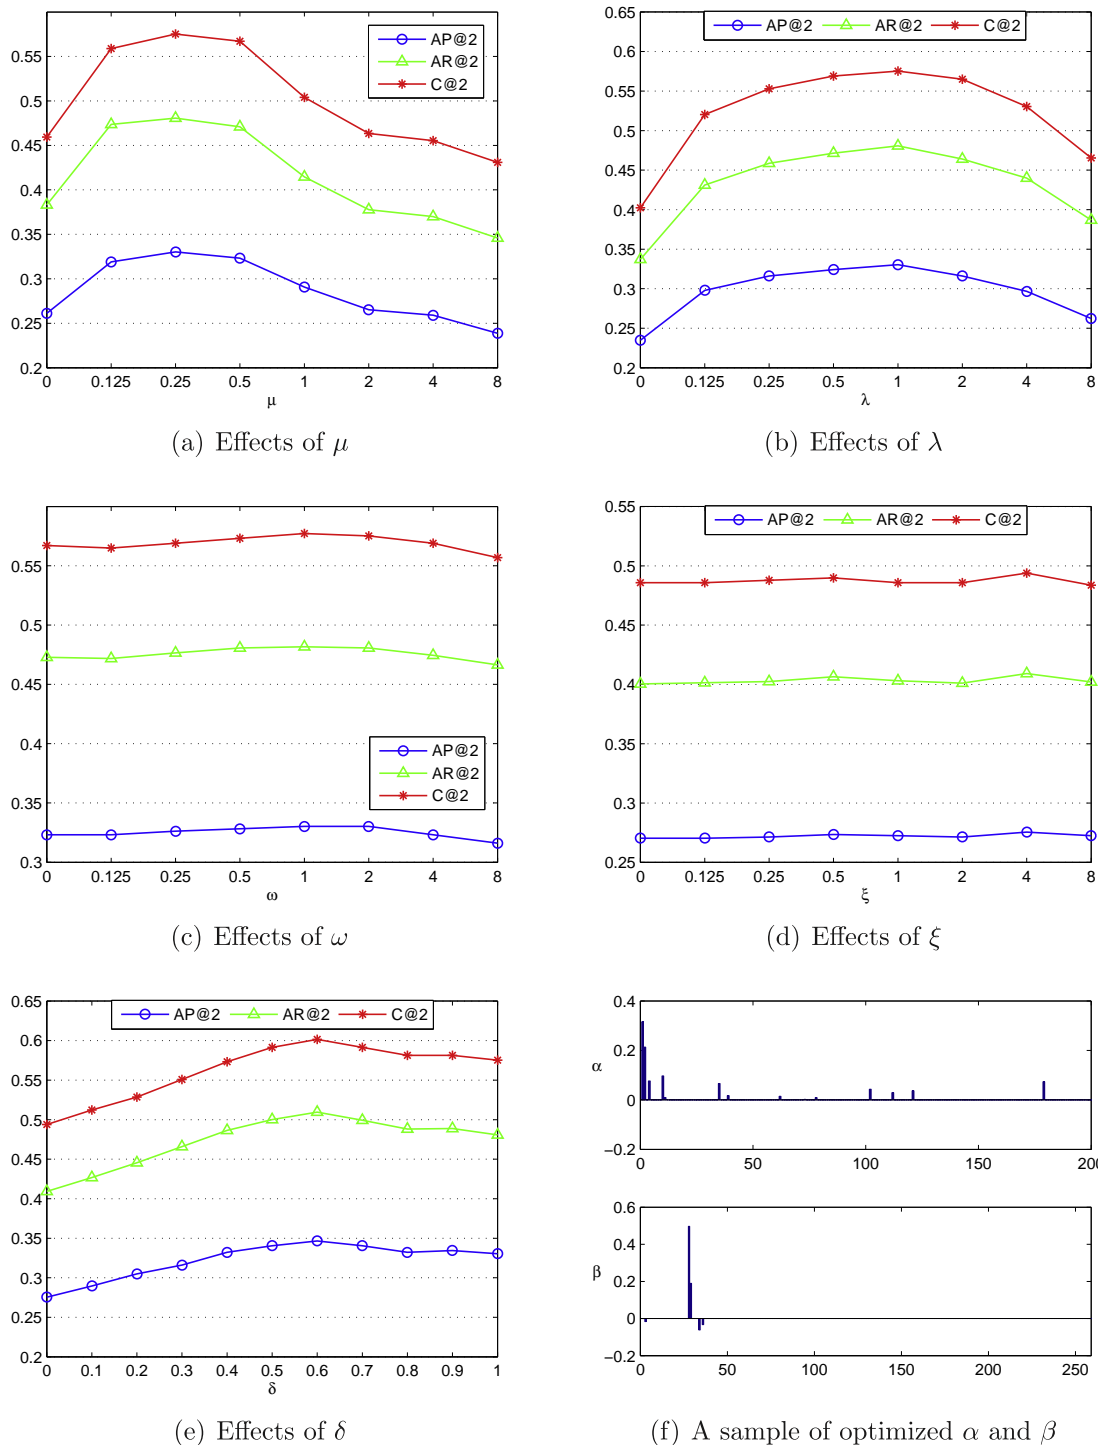 AP@2
AR@2
C@2
0.55
0.5
0.45
0.4
0.35
0.3
0.25
0.2
0 0.125 0.25 0.5 1 2 4 8
μ
(a) Effects of μ
AP@2 AR@2 C@2
0.65
0.6
0.55
0.5
0.45
0.4
0.35
0.3
0.25
0.2
0 0.125 0.25 0.5 1 2 4 8
λ
(b) Effects of λ
0.55
0.5
0.45
0.4
0.35
0.3
AP@2
AR@2
C@2
0 0.125 0.25 0.5 1 2 4 8
ω
(c) Effects of ω
AP@2 AR@2 C@2
0.55
0.5
0.45
0.4
0.35
0.3
0.25
0 0.125 0.25 0.5 1 2 4 8
ξ
(d) Effects of ξ
AP@2 AR@2 C@2
0.65
0.6
0.55
0.5
0.45
0.4
0.35
0.3
0.25
0.2
0 0.1 0.2 0.3 0.4 0.5 0.6 0.7 0.8 0.9 1
δ
(e) Effects of δ
0.4
0.2
α
0
−0.2
0 50 100 150 200
0.6
0.4
β
0.2
0
−0.2
0 50 100 150 200 250
(f) A sample of optimized α and β